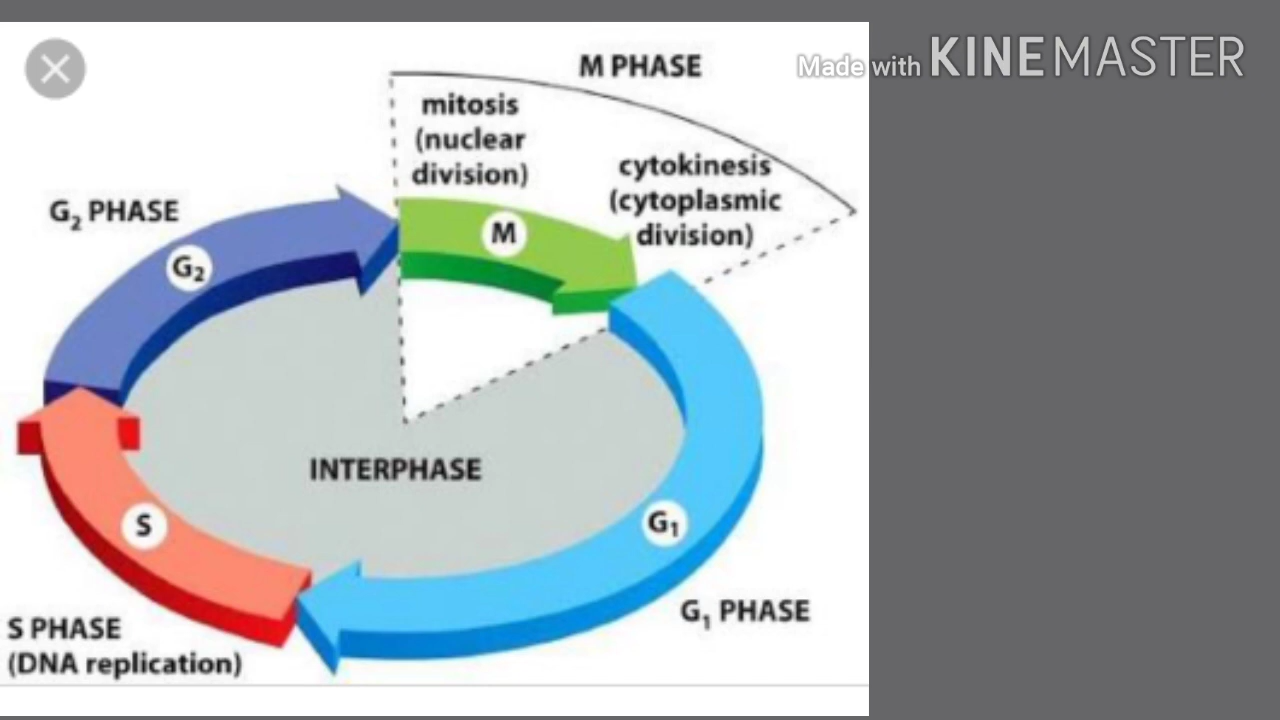 Made with KINEMASTER
M PHASE
mitosis
(nuclear
division)
cytokinesis
(cytoplasmic
division)
G₂ PHASE
M
G₂
INTERPHASE
S
G₁
G₁ PHASE
S PHASE
(DNA replication)